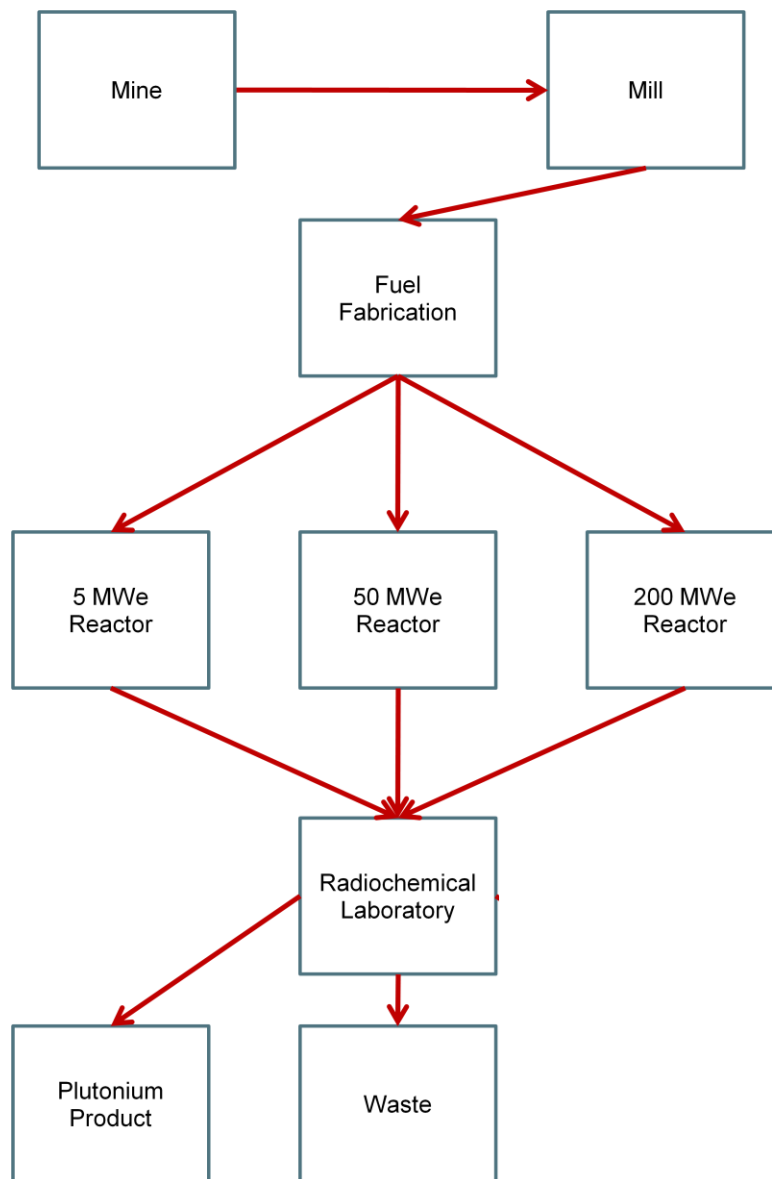 Mine
Mill
Fuel
Fabrication
5 MWe
Reactor
50 MWe
Reactor
200 MWe
Reactor
Radiochemical
Laboratory
Plutonium
Product
Waste